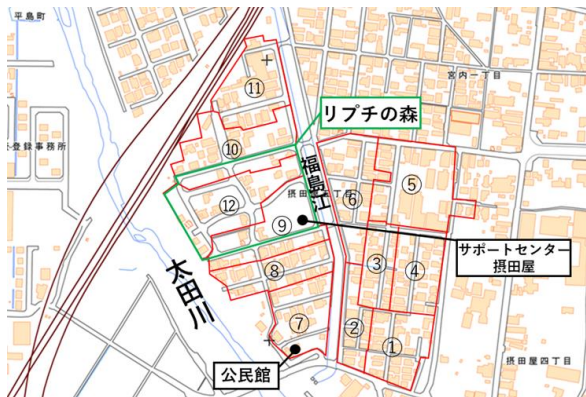 平島町
宮内一丁目
⑪
リプチの森
登録事務所
⑩
福島江
⑤
摂田屋
丁目
⑥
⑫
⑨
サポートセンター
摂田屋
太田川
⑧
③
④
⑦
②
①
公民館
摂田屋四丁目